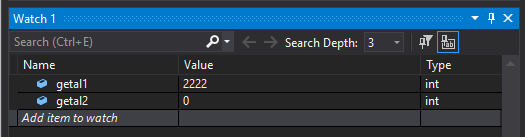 Watch 1
Search (Ctrl+E) Search Depth: 3
Name Value Type
getal1 2222 int
getal2 0 int
Add item to watch